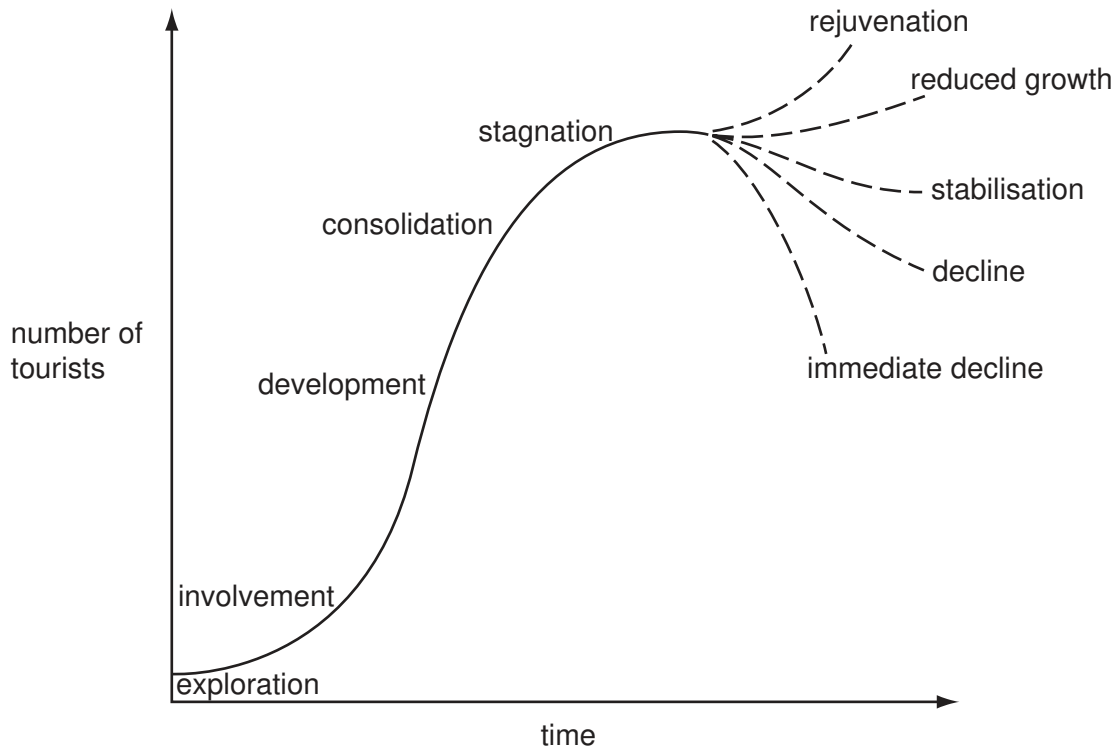 rejuvenation
reduced growth
stagnation
stabilisation
consolidation
decline
number of
tourists
immediate decline
development
involvement
exploration
time